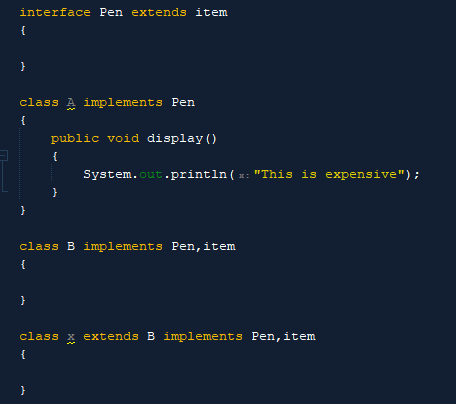 interface Pen extends item
{
}
class A implements Pen
{
public void display()
{
System.out.println( x: "This is expensive");
}
}
class B implements Pen,item
{
}
class x extends B implements Pen,item
{
}